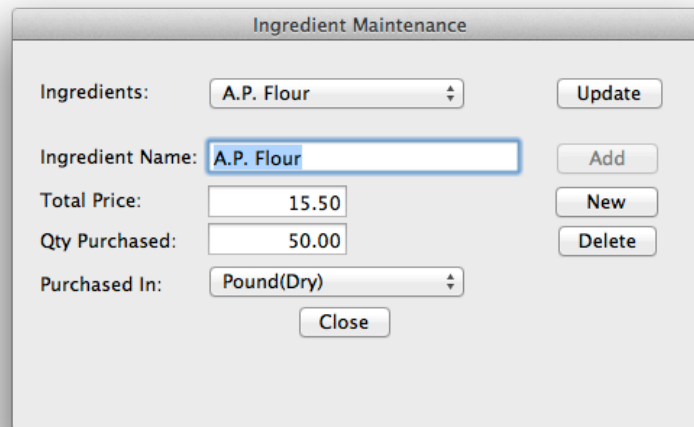 Ingredient Maintenance
Ingredients: A.P. Flour Update
Ingredient Name: A.P. Flour Add
Total Price: 15.50 New
Qty Purchased: 50.00 Delete
Purchased In: Pound(Dry)
Close